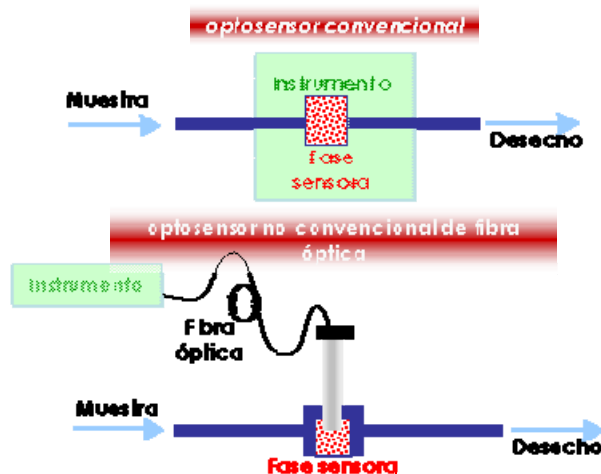 optosensor convencional
Instrumento
Muestra
Desecho
Fase
sensora
optosensor no convencional de fibra
óptica
Instrumento
Fibra
óptica
Muestra
Desecho
Fase sensora